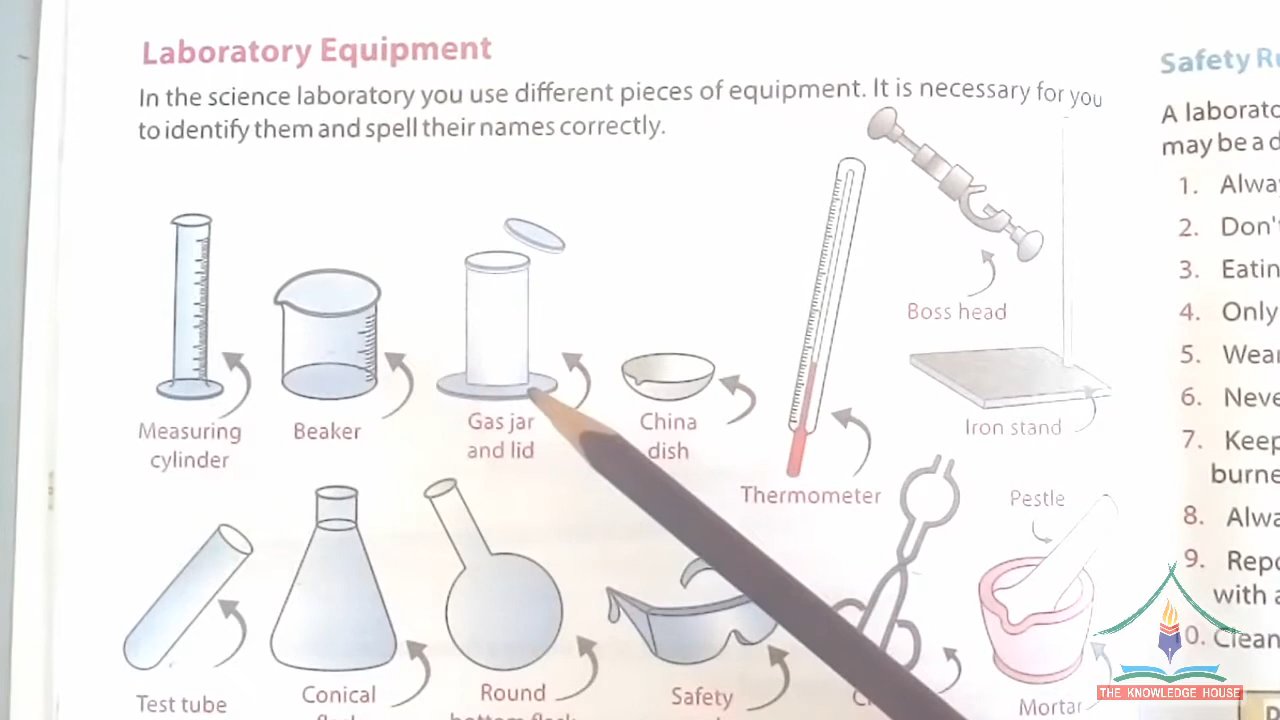 Laboratory Equipment
In the science laboratory you use different pieces of equipment. It is necessary for you
to identify them and spell their names correctly.
Boss head
Measuring
cylinder
Beaker
Gas jar
and lid
China
dish
Thermometer
Iron stand
Pestle
Test tube
Conical
Round
Safety
Mortar
Safety
A laborato
may be a d
1. Alwa
2. Don't
3. Eatin
4. Only
5. Wear
6. Neve
7. Keep
burne
8. Alwa
9. Repo
with a
0. Clean
THE KNOWLEDGE HOUSE